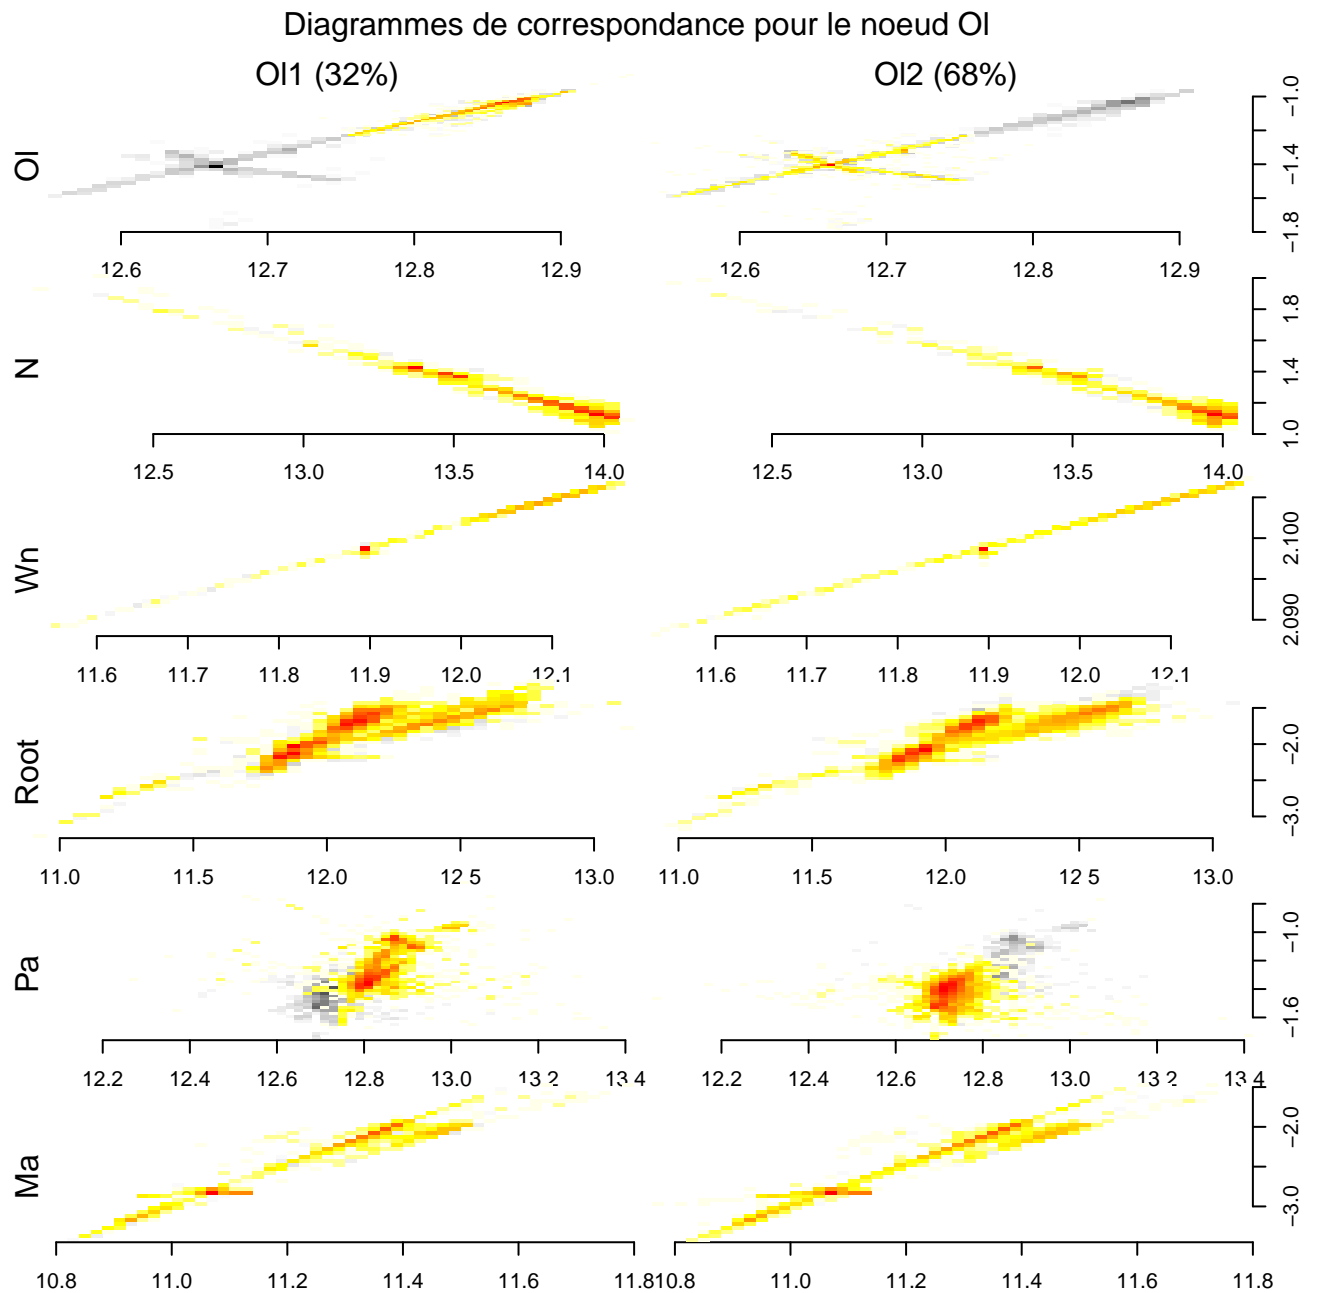 Diagrammes de correspondance pour le noeud Ol
Ol1 (32%)
Ol2 (68%)
Ol
12.6 12.7 12.8 12.9
12.6 12.7 12.8 12.9
−1.8 −1.4 −1.0
N
12.5 13.0 13.5 14.0
12.5 13.0 13.5 14.0
1.0 1.4 1.8
Wn
11.6 11.7 11.8 11.9 12.0 12.1
11.6 11.7 11.8 11.9 12.0 12.1
2.090 2.100
Root
11.0 11.5 12.0 12 5 13.0
11.0 11.5 12.0 12 5 13.0
−3.0 −2.0
Pa
12.2 12.4 12.6 12.8 13.0 13 2 13 4
12.2 12.4 12.6 12.8 13.0 13 2 13 4
−1.6 −1.0
Ma
10.8 11.0 11.2 11.4 11.6 11.8
10.8 11.0 11.2 11.4 11.6 11.8
−3.0 −2.0